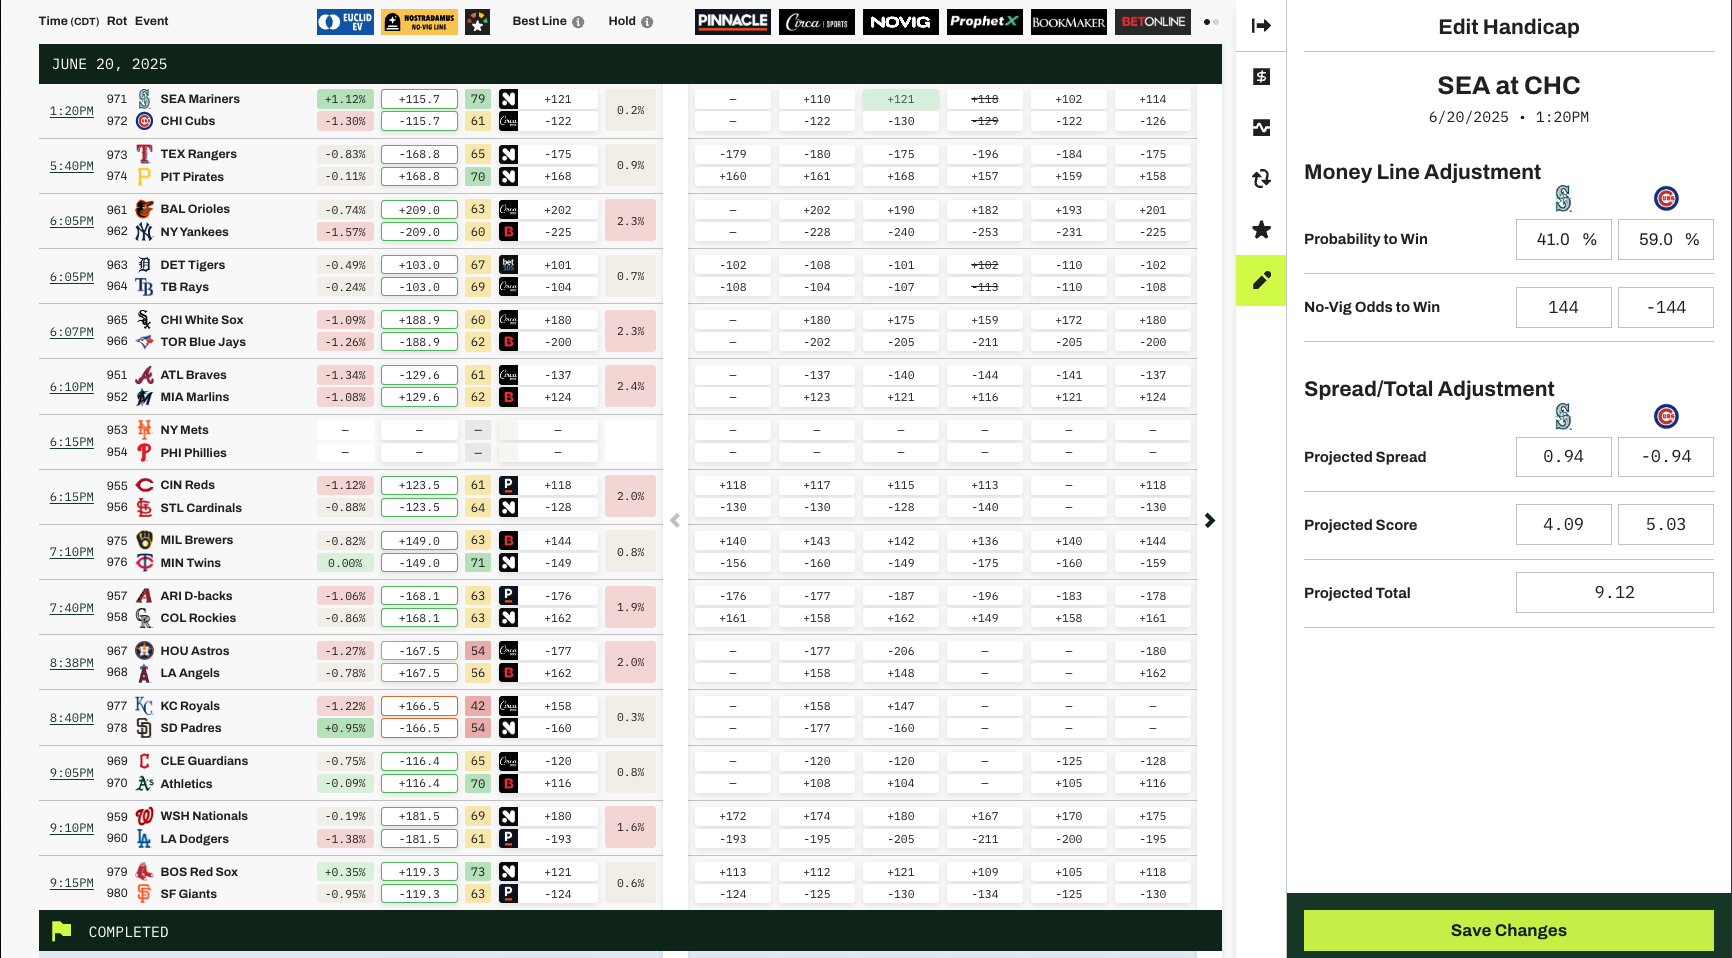 Time (CDT) Rot Event EUCLID EV NOSTRADAMUS NO-VIG LINE Best Line i Hold i PINNACLE Circa SPORTS NOVIG ProphetX BOOKMAKER BETONLINE
JUNE 20, 2025
1:20PM 971 SEA Mariners +1.12% +115.7 79 +121 0.2% — +110 +121 +118 +102 +114
972 CHI Cubs -1.30% -115.7 61 Circa -122 — -122 -130 -129 -122 -126
5:40PM 973 TEX Rangers -0.83% -168.8 65 -175 0.9% -179 -180 -175 -196 -184 -175
974 PIT Pirates -0.11% +168.8 70 +168 +160 +161 +168 +157 +159 +158
6:05PM 961 BAL Orioles -0.74% +209.0 63 Circa +202 2.3% — +202 +190 +182 +193 +201
962 NY Yankees -1.57% -209.0 60 B -225 — -228 -240 -253 -231 -225
6:05PM 963 DET Tigers -0.49% +103.0 67 bet 105 +101 0.7% -102 -108 -101 +102 -110 -102
964 TB Rays -0.24% -103.0 69 Circa -104 -108 -104 -107 -113 -110 -108
6:07PM 965 CHI White Sox -1.09% +188.9 60 Circa +180 2.3% — +180 +175 +159 +172 +180
966 TOR Blue Jays -1.26% -188.9 62 B -200 — -202 -205 -211 -205 -200
6:10PM 951 ATL Braves -1.34% -129.6 61 Circa -137 2.4% — -137 -140 -144 -141 -137
952 MIA Marlins -1.08% +129.6 62 B +124 — +123 +121 +116 +121 +124
6:15PM 953 NY Mets — — — — — — — — — —
954 PHI Phillies — — — — — — — — — —
6:15PM 955 CIN Reds -1.12% +123.5 61 P +118 2.0% +118 +117 +115 +113 — +118
956 STL Cardinals -0.88% -123.5 64 -128 -130 -130 -128 -140 — -130
7:10PM 975 MIL Brewers -0.82% +149.0 63 B +144 0.8% +140 +143 +142 +136 +140 +144
976 MIN Twins 0.00% -149.0 71 -149 -156 -160 -149 -175 -160 -159
7:40PM 957 ARI D-backs -1.06% -168.1 63 P -176 1.9% -176 -177 -187 -196 -183 -178
958 COL Rockies -0.86% +168.1 63 +162 +161 +158 +162 +149 +158 +161
8:38PM 967 HOU Astros -1.27% -167.5 54 Circa -177 2.0% — -177 -206 — — -180
968 LA Angels -0.78% +167.5 56 B +162 — +158 +148 — — +162
8:40PM 977 KC Royals -1.22% +166.5 42 Circa +158 0.3% — +158 +147 — — —
978 SD Padres +0.95% -166.5 54 -160 — -177 -160 — — —
9:05PM 969 CLE Guardians -0.75% -116.4 65 Circa -120 0.8% — -120 -120 — -125 -128
970 Athletics -0.09% +116.4 70 B +116 — +108 +104 — +105 +116
9:10PM 959 WSH Nationals -0.19% +181.5 69 +180 1.6% +172 +174 +180 +167 +170 +175
960 LA Dodgers -1.38% -181.5 61 P -193 -193 -195 -205 -211 -200 -195
9:15PM 979 BOS Red Sox +0.35% +119.3 73 +121 0.6% +113 +112 +121 +109 +105 +118
980 SF Giants -0.95% -119.3 63 P -124 -124 -125 -130 -134 -125 -130
COMPLETED
Edit Handicap
SEA at CHC
6/20/2025 • 1:20PM
Money Line Adjustment
Probability to Win 41.0 % 59.0 %
No-Vig Odds to Win 144 -144
Spread/Total Adjustment
Projected Spread 0.94 -0.94
Projected Score 4.09 5.03
Projected Total 9.12
Save Changes